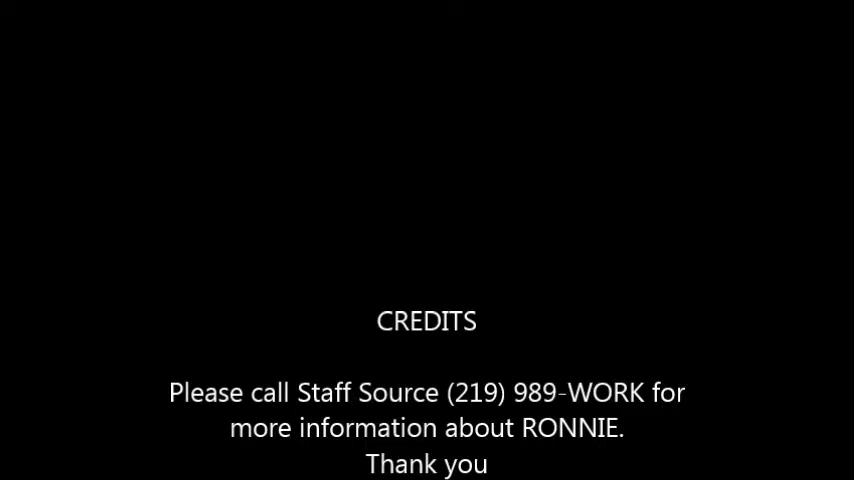 CREDITS
Please call Staff Source (219) 989-WORK for
more information about RONNIE.
Thank you